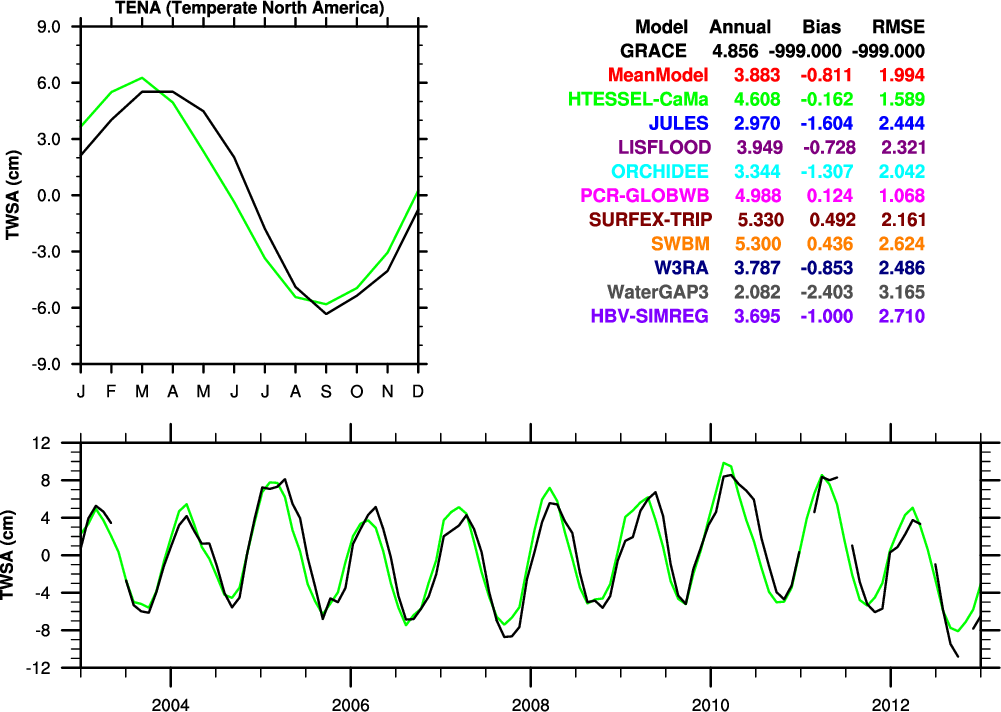 TENA (Temperate North America)
9.0
6.0
3.0
0.0
-3.0
-6.0
-9.0
TWSA (cm)
J F M A M J J A S O N D
Model Annual Bias RMSE
GRACE 4.856 -999.000 -999.000
MeanModel 3.883 -0.811 1.994
HTESSEL-CaMa 4.608 -0.162 1.589
JULES 2.970 -1.604 2.444
LISFLOOD 3.949 -0.728 2.321
ORCHIDEE 3.344 -1.307 2.042
PCR-GLOBWB 4.988 0.124 1.068
SURFEX-TRIP 5.330 0.492 2.161
SWBM 5.300 0.436 2.624
W3RA 3.787 -0.853 2.486
WaterGAP3 2.082 -2.403 3.165
HBV-SIMREG 3.695 -1.000 2.710
12
8
4
0
-4
-8
-12
TWSA (cm)
2004 2006 2008 2010 2012